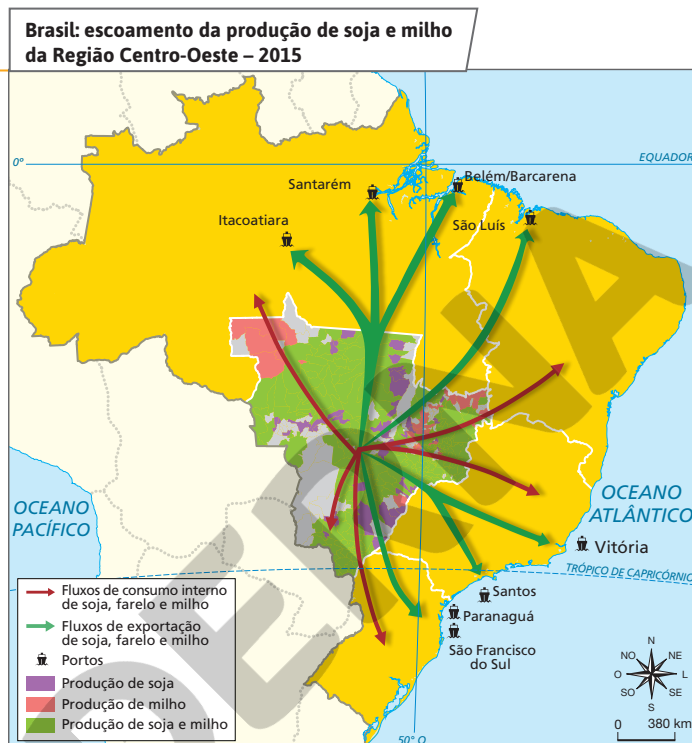 Brasil: escoamento da produção de soja e milho
da Região Centro-Oeste – 2015
0°
EQUADOR
Belém/Barcarena
Santarém
São Luís
Itacoatiara
OCEANO
PACÍFICO
OCEANO
ATLÂNTICO
Vitória
TRÓPICO DE CAPRICÓRNIO
Santos
Paranaguá
São Francisco
do Sul
Fluxos de consumo interno
de soja, farelo e milho
Fluxos de exportação
de soja, farelo e milho
Portos
Produção de soja
Produção de milho
Produção de soja e milho
N
NO
NE
O
L
SO
SE
S
0 380 km
50° O